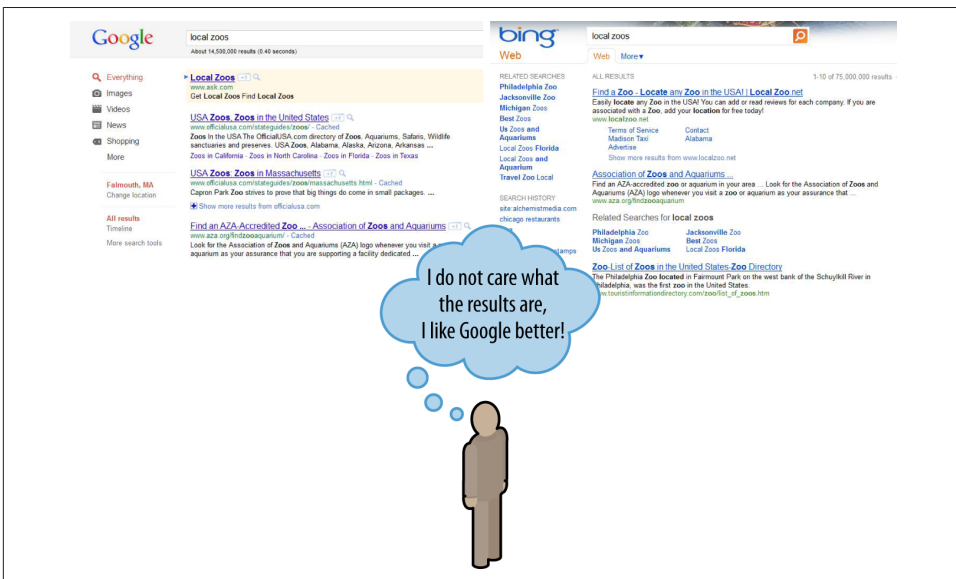 Google
local zoos
About 14,500,000 results (0.40 seconds)
Everything
Images
Videos
News
Shopping
More
Falmouth, MA
Change location
All results
Timeline
More search tools
Local Zoos
www.ask.com
Get Local Zoos Find Local Zoos
USA Zoos, Zoos in the United States
www.officialusa.com/stateguides/zoos/ - Cached
Zoos In the USA The OfficialUSA.com directory of Zoos, Aquariums, Safaris, Wildlife
sanctuaries and preserves. USA Zoos, Alabama, Alaska, Arizona, Arkansas ...
Zoos in California - Zoos in North Carolina - Zoos in Florida - Zoos in Texas
USA Zoos: Zoos in Massachusetts
www.officialusa.com/stateguides/zoos/massachusetts.html - Cached
Capron Park Zoo strives to prove that big things do come in small packages. ...
Show more results from officialusa.com
Find an AZA-Accredited Zoo ... - Association of Zoos and Aquariums
www.aza.org/findzooaquarium/ - Cached
Look for the Association of Zoos and Aquariums (AZA) logo whenever you visit a
aquarium as your assurance that you are supporting a facility dedicated ...
bing
Web
local zoos
Web More
RELATED SEARCHES
Philadelphia Zoo
Jacksonville Zoo
Michigan Zoos
Best Zoos
Us Zoos and
Aquariums
Local Zoos Florida
Local Zoos and
Aquarium
Travel Zoo Local
SEARCH HISTORY
site:alchemistmedia.com
chicago restaurants
ALL RESULTS
1-10 of 75,000,000 results
Find a Zoo - Locate any Zoo in the USA! | Local Zoo.net
Easily locate any Zoo in the USA! You can add or read reviews for each company. If you are
associated with a Zoo, add your location for free today!
www.localzoo.net
Terms of Service Contact
Madison Taxi Alabama
Advertise
Show more results from www.localzoo.net
Association of Zoos and Aquariums ...
Find an AZA-accredited zoo or aquarium in your area ... Look for the Association of Zoos and
Aquariums (AZA) logo whenever you visit a zoo or aquarium as your assurance that ...
www.aza.org/findzooaquarium
Related Searches for local zoos
Philadelphia Zoo Jacksonville Zoo
Michigan Zoos Best Zoos
Us Zoos and Aquariums Local Zoos Florida
Zoo-List of Zoos in the United States-Zoo Directory
The Philadelphia Zoo located in Fairmount Park on the west bank of the Schuylkill River in
Philadelphia, was the first zoo in the United States.
www.touristinformationdirectory.com/zoo/list_of_zoos.htm
I do not care what
the results are,
I like Google better!